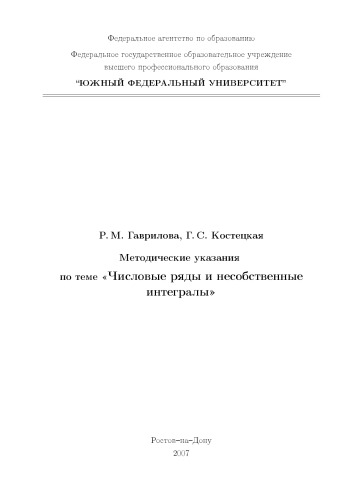 Федеральное агентство по образованию
Федеральное государственное образовательное учреждение
высшего профессионального образования
“ЮЖНЫЙ ФЕДЕРАЛЬНЫЙ УНИВЕРСИТЕТ”
Р. М. Гаврилова, Г. С. Костецкая
Методические указания
по теме «Числовые ряды и несобственные
интегралы»
Ростов–на–Дону
2007